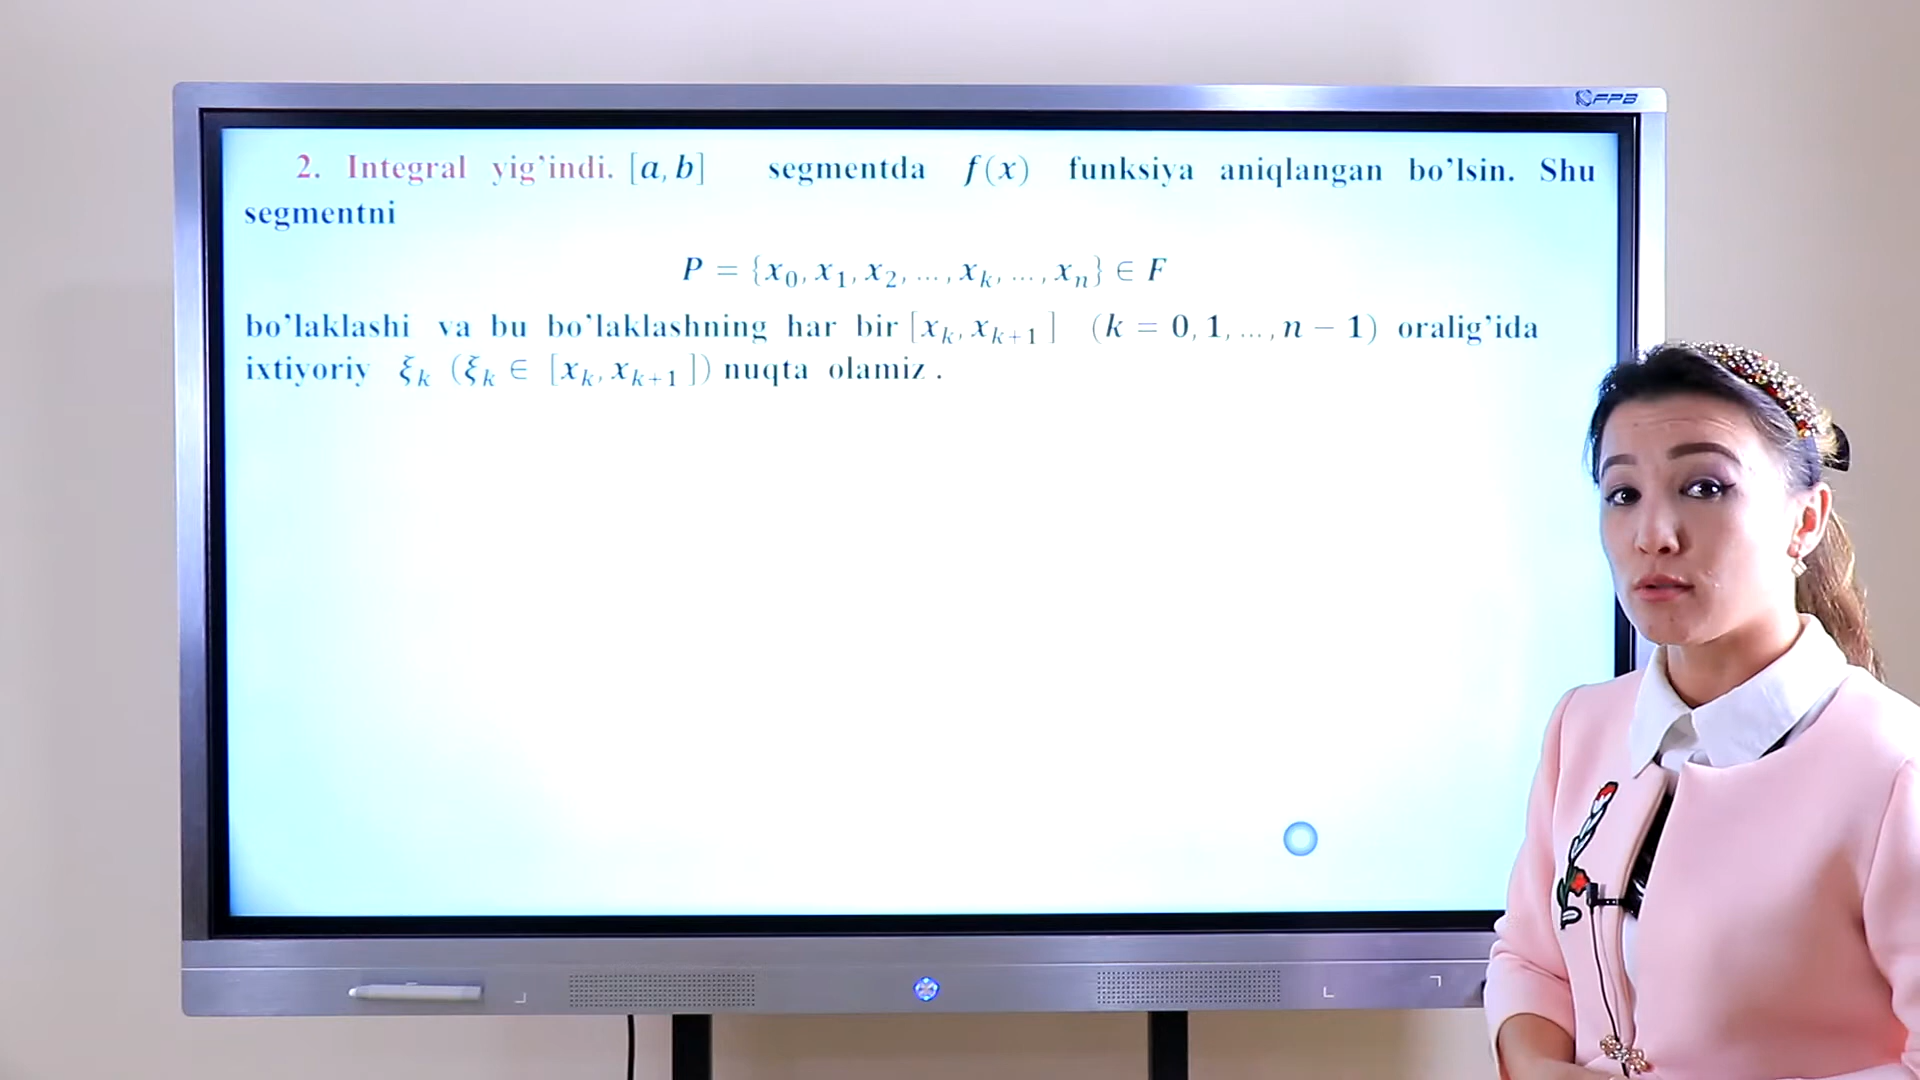 FPB
2. Integral yig’indi. [a, b] segmentda f(x) funksiya aniqlangan bo’lsin. Shu
segmentni
P = {x₀, x₁, x₂, ..., xₖ, ..., xₙ} ∈ F
bo’laklashi va bu bo’laklashning har bir [xₖ, xₖ₊₁] (k = 0, 1, ..., n − 1) oralig’ida
ixtiyoriy ξₖ (ξₖ ∈ [xₖ, xₖ₊₁]) nuqta olamiz .